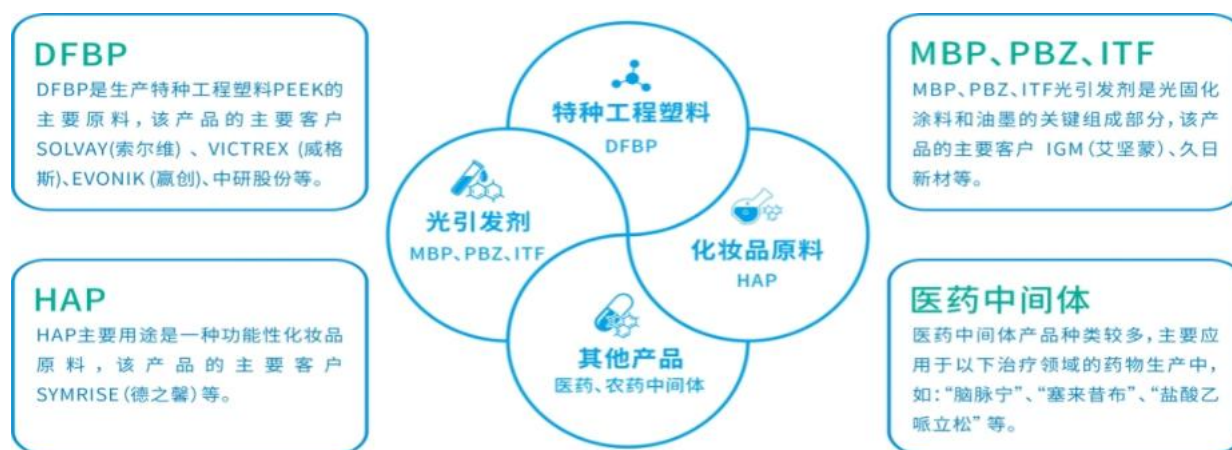 DFBP
DFBP是生产特种工程塑料PEEK的
主要原料,该产品的主要客户
SOLVAY(索尔维)、VICTREX (威格
斯)、EVONIK(赢创)、中研股份等。
HAP
HAP主要用途是一种功能性化妆品
原料,该产品的主要客户
SYMRISE(德之馨)等。
特种工程塑料
DFBP
光引发剂
MBP、PBZ、ITF
化妆品原料
HAP
其他产品
医药、农药中间体
MBP、PBZ、ITF
MBP、PBZ、ITF光引发剂是光固化
涂料和油墨的关键组成部分,该产
品的主要客户 IGM(艾坚蒙)、久日
新材等。
医药中间体
医药中间体产品种类较多,主要应
用于以下治疗领域的药物生产中,
如:“脑脉宁”、“塞来昔布”、“盐酸乙
哌立松”等。